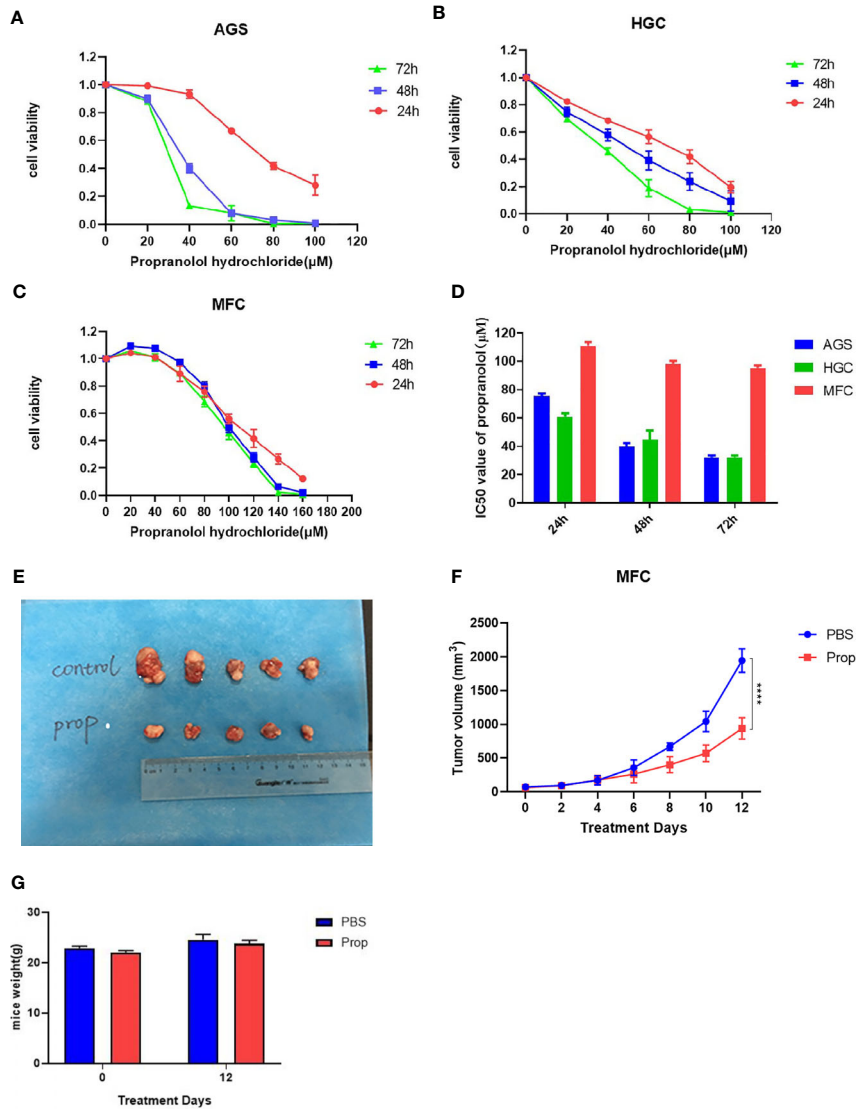 A
AGS
1.2
1.0
0.8
0.6
0.4
0.2
0.0
cell viability
0 20 40 60 80 100 120
Propranolol hydrochloride(µM)
72h
48h
24h
B
HGC
1.2
1.0
0.8
0.6
0.4
0.2
0.0
cell viability
0 20 40 60 80 100 120
Propranolol hydrochloride(µM)
72h
48h
24h
C
MFC
1.2
1.0
0.8
0.6
0.4
0.2
0.0
cell viability
0 20 40 60 80 100 120 140 160 180 200
Propranolol hydrochloride(µM)
72h
48h
24h
D
120
100
80
60
40
20
0
IC50 value of propranolol(µM)
24h 48h 72h
AGS
HGC
MFC
E
control
prop
F
MFC
2500
2000
1500
1000
500
0
Tumor volume (mm³)
0 2 4 6 8 10 12
Treatment Days
PBS
Prop
****
G
30
20
10
0
mice weight(g)
0 12
Treatment Days
PBS
Prop